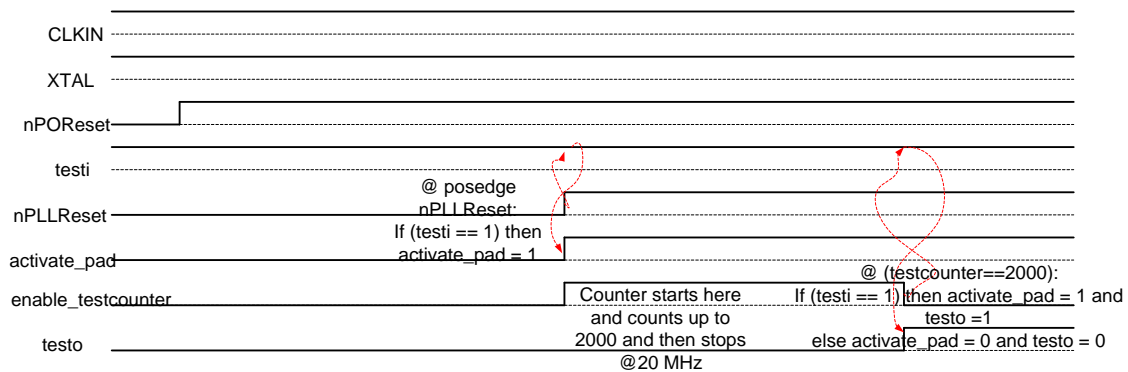 CLKIN
XTAL
nPOReset
testi
@ posedge
nPLLReset:
If (testi == 1) then
activate_pad = 1
nPLLReset
activate_pad
enable_testcounter
Counter starts here
and counts up to
2000 and then stops
@20 MHz
@ (testcounter==2000):
If (testi == 1) then activate_pad = 1 and
testo =1
else activate_pad = 0 and testo = 0
testo